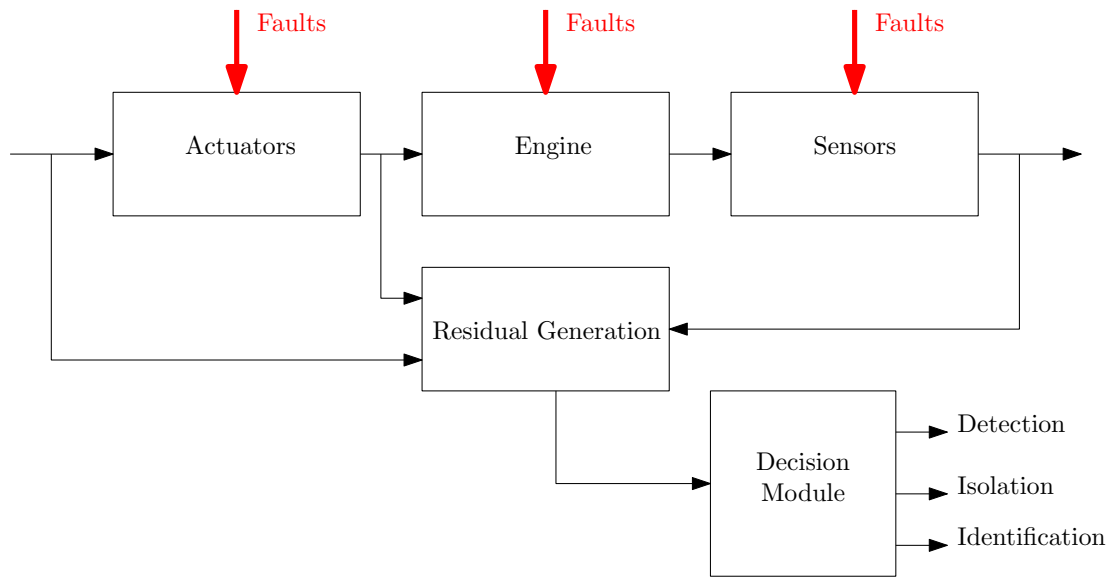 Faults
Faults
Faults
Actuators
Engine
Sensors
Residual Generation
Decision
Module
Detection
Isolation
Identification